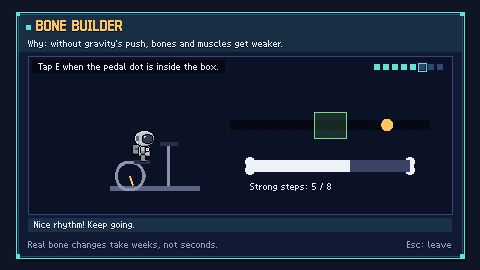 BONE BUILDER
Why: without gravity's push, bones and muscles get weaker.
Tap E when the pedal dot is inside the box.
Strong steps: 5 / 8
Nice rhythm! Keep going.
Real bone changes take weeks, not seconds.
Esc: leave